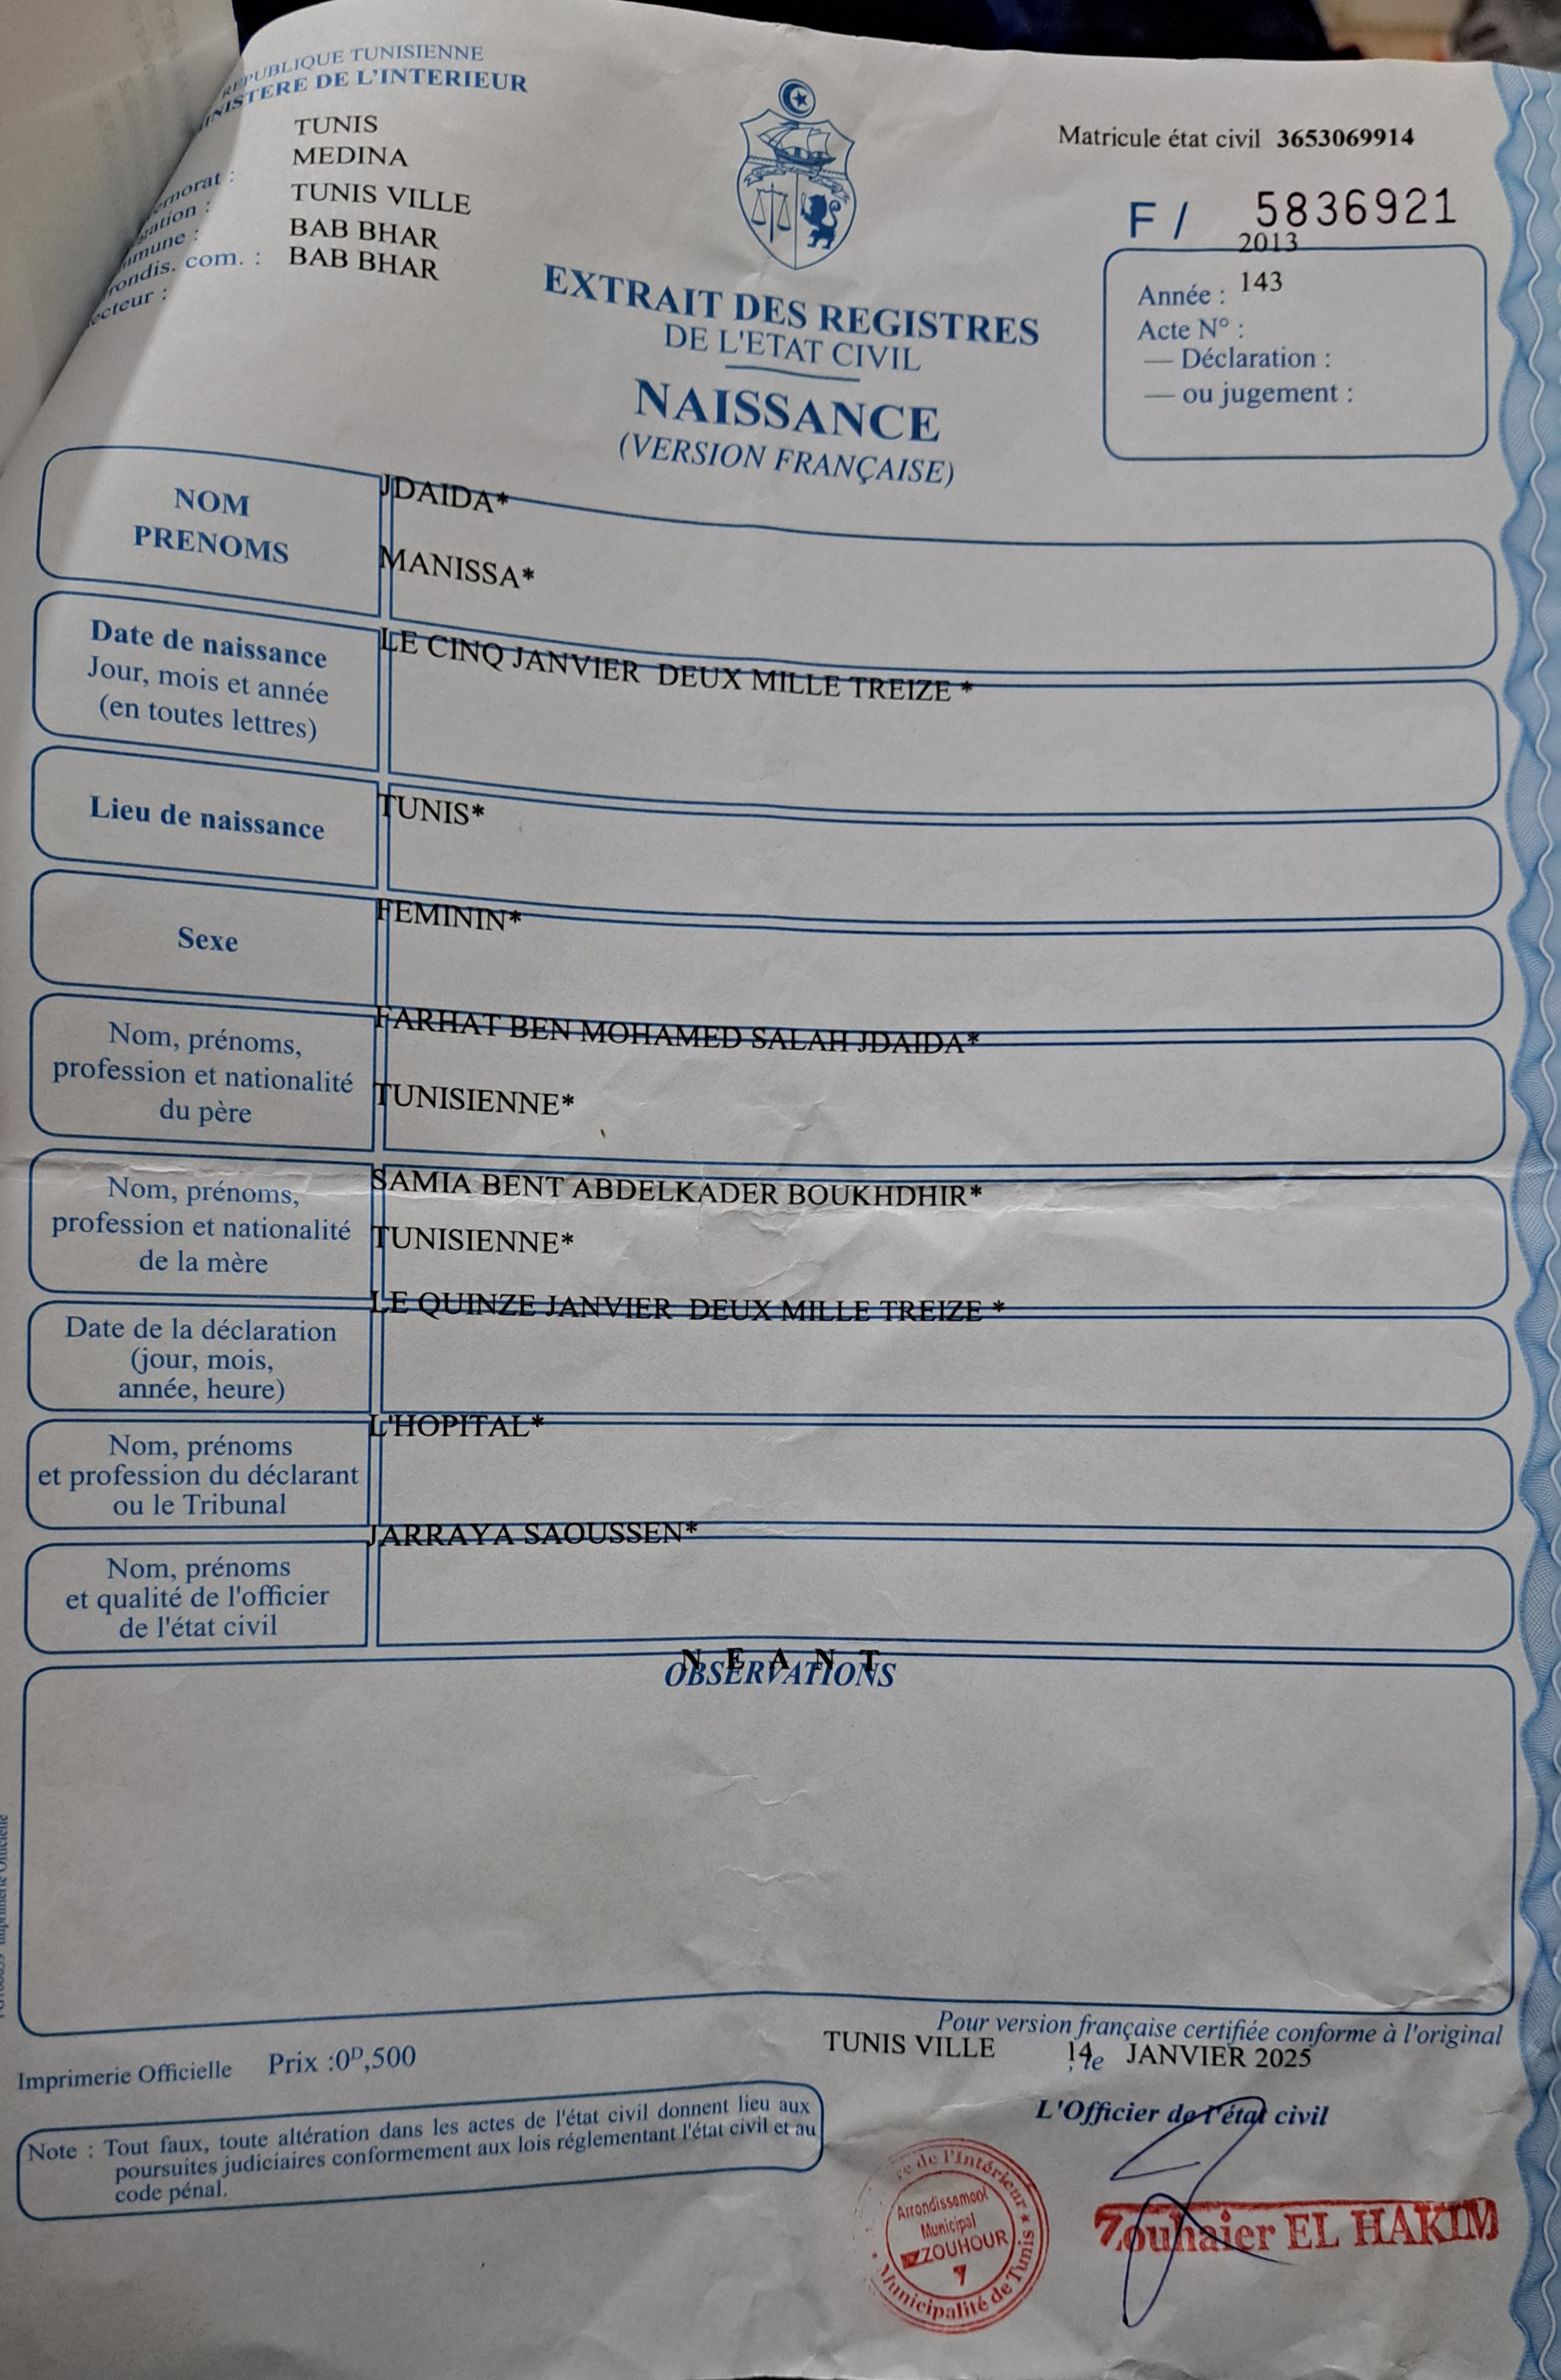 REPUBLIQUE TUNISIENNE
MINISTERE DE L'INTERIEUR
TUNIS
MEDINA
TUNIS VILLE
BAB BHAR
com. : BAB BHAR
Matricule état civil 3653069914
F / 5836921
2013
Année : 143
Acte N° :
— Déclaration :
— ou jugement :
EXTRAIT DES REGISTRES
DE L'ETAT CIVIL
NAISSANCE
(VERSION FRANÇAISE)
NOM
PRENOMS
JDAIDA*
MANISSA*
Date de naissance
Jour, mois et année
(en toutes lettres)
LE CINQ JANVIER DEUX MILLE TREIZE *
Lieu de naissance
TUNIS*
Sexe
FEMININ*
Nom, prénoms,
profession et nationalité
du père
FARHAT BEN MOHAMED SALAH JDAIDA*
TUNISIENNE*
Nom, prénoms,
profession et nationalité
de la mère
SAMIA BENT ABDELKADER BOUKHDHIR*
TUNISIENNE*
Date de la déclaration
(jour, mois,
année, heure)
LE QUINZE JANVIER DEUX MILLE TREIZE *
Nom, prénoms
et profession du déclarant
ou le Tribunal
L'HOPITAL*
Nom, prénoms
et qualité de l'officier
de l'état civil
JARRAYA SAOUSSEN*
N E A N T
OBSERVATIONS
Pour version française certifiée conforme à l'original
TUNIS VILLE , le 14 JANVIER 2025
L'Officier de l'état civil
Imprimerie Officielle Prix :0ᴰ,500
Note : Tout faux, toute altération dans les actes de l'état civil donnent lieu aux
poursuites judiciaires conformement aux lois réglementant l'état civil et au
code pénal.
de l'Intérieur
Arrondissement
Municipal
ZOUHOUR
Municipalité de Tunis
Zouhaier EL HAKIM